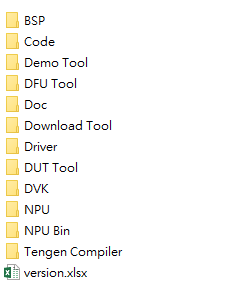 BSP
Code
Demo Tool
DFU Tool
Doc
Download Tool
Driver
DUT Tool
DVK
NPU
NPU Bin
Tengen Compiler
version.xlsx